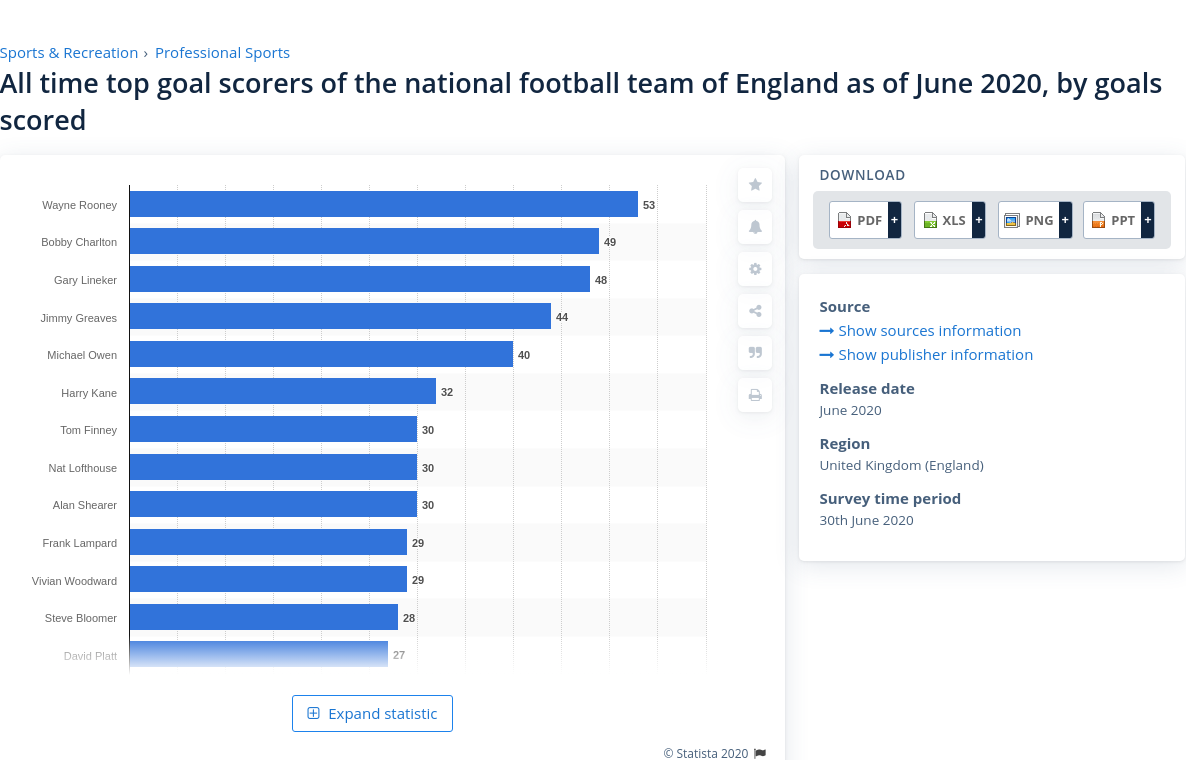 Sports & Recreation › Professional Sports
All time top goal scorers of the national football team of England as of June 2020, by goals
scored
Wayne Rooney 53
Bobby Charlton 49
Gary Lineker 48
Jimmy Greaves 44
Michael Owen 40
Harry Kane 32
Tom Finney 30
Nat Lofthouse 30
Alan Shearer 30
Frank Lampard 29
Vivian Woodward 29
Steve Bloomer 28
David Platt 27
Expand statistic
© Statista 2020
DOWNLOAD
PDF + XLS + PNG + PPT +
Source
Show sources information
Show publisher information
Release date
June 2020
Region
United Kingdom (England)
Survey time period
30th June 2020